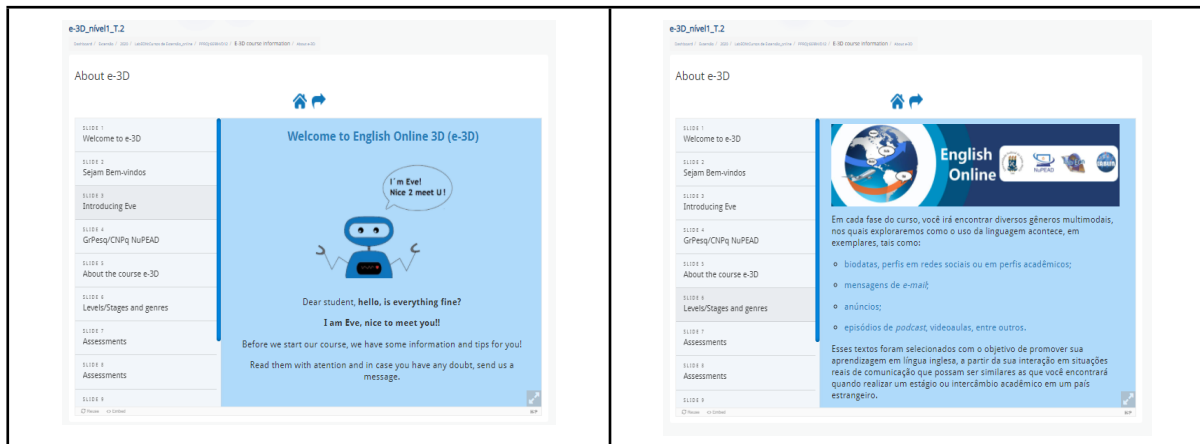 e-3D_nível1_T.2
E-3D course information / About e-3D
About e-3D
SLIDE 1
Welcome to e-3D
SLIDE 2
Sejam Bem-vindos
SLIDE 3
Introducing Eve
SLIDE 4
GrPesq/CNPq NuPEAD
SLIDE 5
About the course e-3D
SLIDE 6
Levels/Stages and genres
SLIDE 7
Assessments
SLIDE 8
Assessments
SLIDE 9
Welcome to English Online 3D (e-3D)
I´m Eve!
Nice 2 meet U!
Dear student, hello, is everything fine?
I am Eve, nice to meet you!!
Before we start our course, we have some information and tips for you!
Read them with atention and in case you have any doubt, send us a
message.
e-3D_nível1_T.2
E-3D course information / About e-3D
About e-3D
SLIDE 1
Welcome to e-3D
SLIDE 2
Sejam Bem-vindos
SLIDE 3
Introducing Eve
SLIDE 4
GrPesq/CNPq NuPEAD
SLIDE 5
About the course e-3D
SLIDE 6
Levels/Stages and genres
SLIDE 7
Assessments
SLIDE 8
Assessments
SLIDE 9
English
Online
NuPEAD
Em cada fase do curso, você irá encontrar diversos gêneros multimodais,
nos quais exploraremos como o uso da linguagem acontece, em
exemplares, tais como:
biodatas, perfis em redes sociais ou em perfis acadêmicos;
mensagens de e-mail;
anúncios;
episódios de podcast, videoaulas, entre outros.
Esses textos foram selecionados com o objetivo de promover sua
aprendizagem em língua inglesa, a partir da sua interação em situações
reais de comunicação que possam ser similares as que você encontrará
quando realizar um estágio ou intercâmbio acadêmico em um país
estrangeiro.